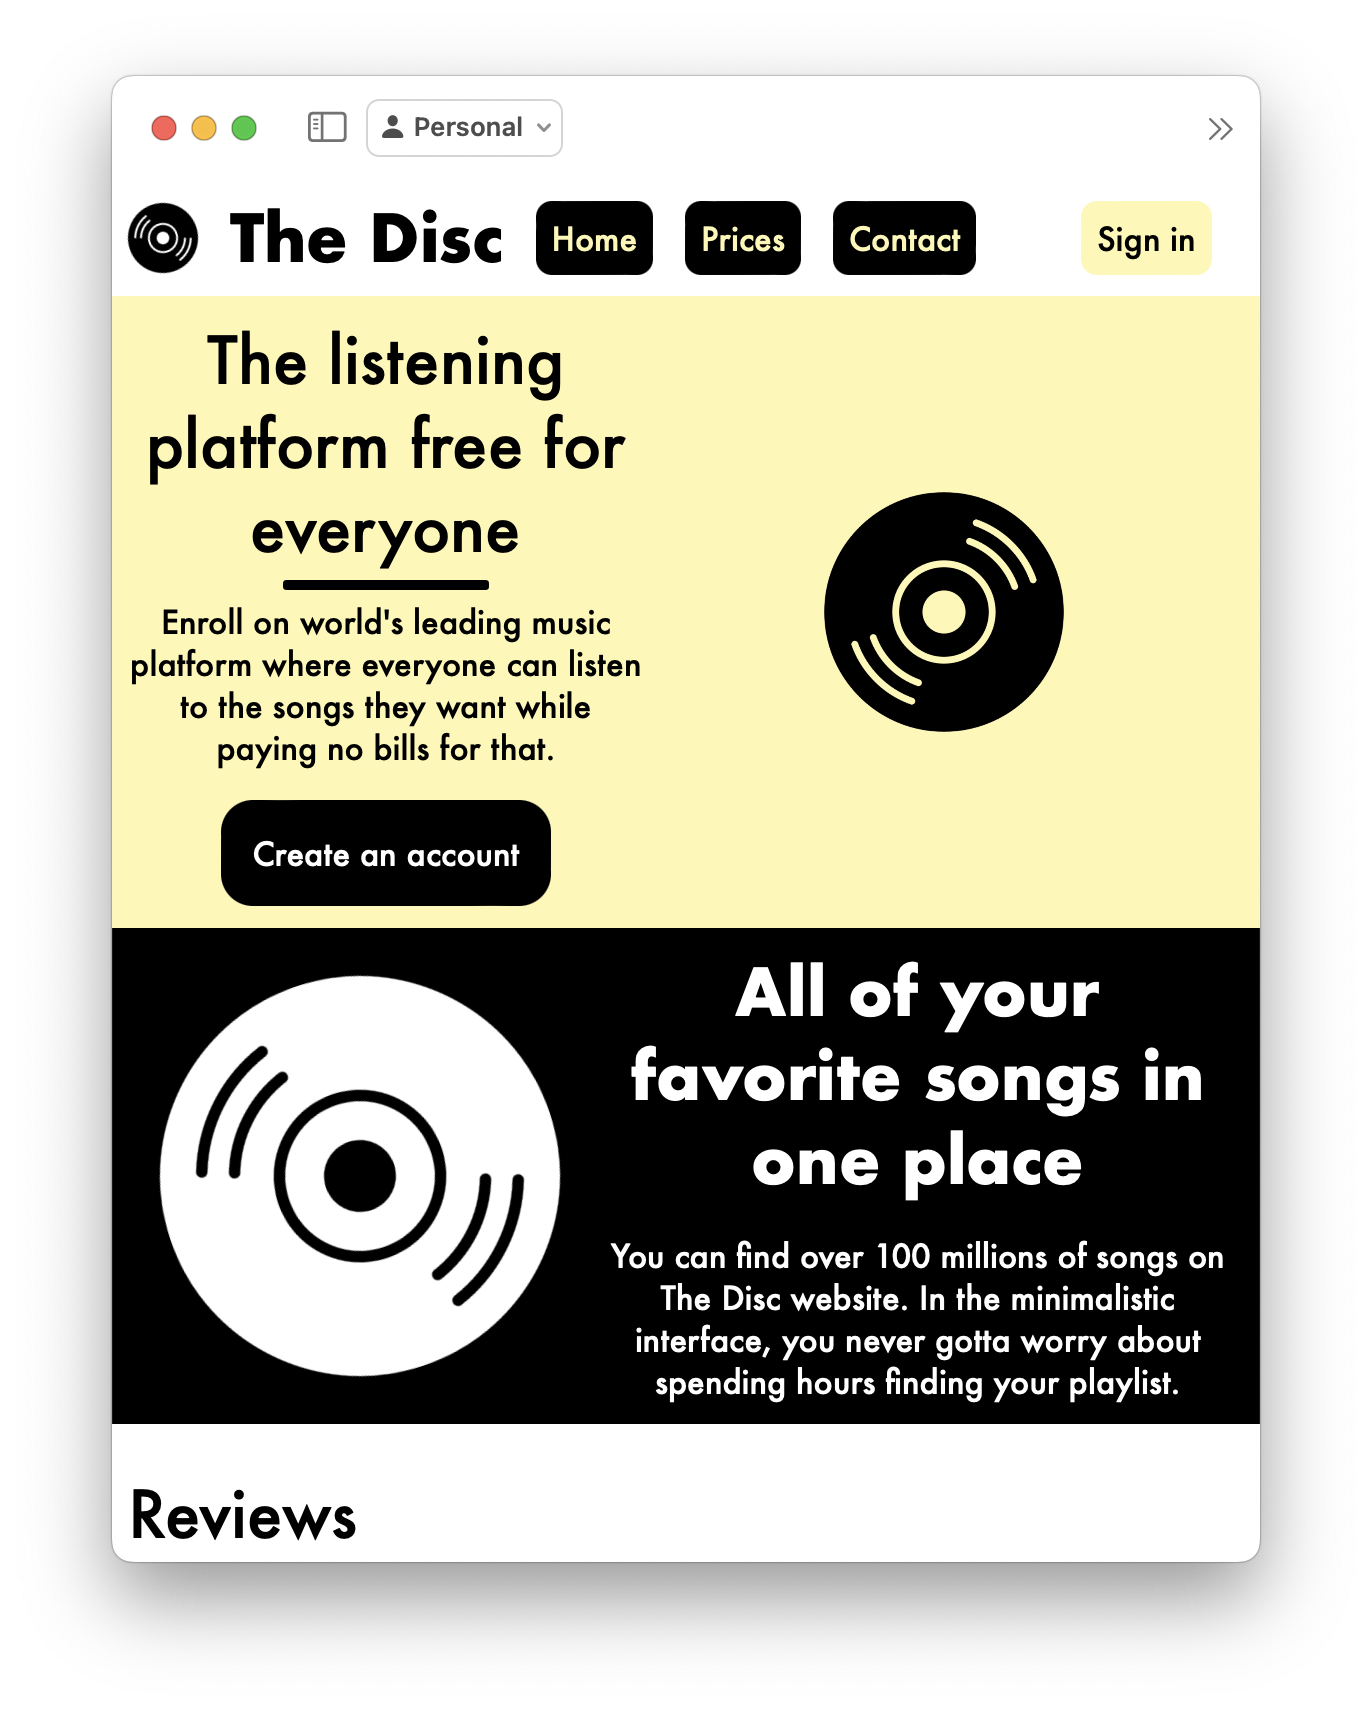 Personal
The Disc
Home
Prices
Contact
Sign in
The listening
platform free for
everyone
Enroll on world's leading music
platform where everyone can listen
to the songs they want while
paying no bills for that.
Create an account
All of your
favorite songs in
one place
You can find over 100 millions of songs on
The Disc website. In the minimalistic
interface, you never gotta worry about
spending hours finding your playlist.
Reviews